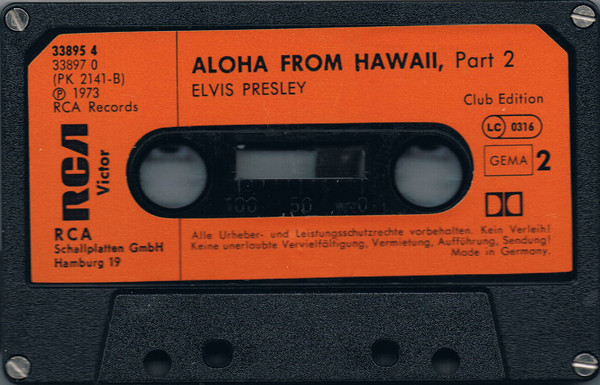 33895 4
33897 0
(PK 2141-B)
Ⓟ 1973
RCA Records
ALOHA FROM HAWAII, Part 2
ELVIS PRESLEY
Club Edition
LC 0316
GEMA 2
RCA
Victor
100 50 0
RCA
Schallplatten GmbH
Hamburg 19
Alle Urheber- und Leistungsschutzrechte vorbehalten. Kein Verleih!
Keine unerlaubte Vervielfältigung, Vermietung, Aufführung, Sendung!
Made in Germany.